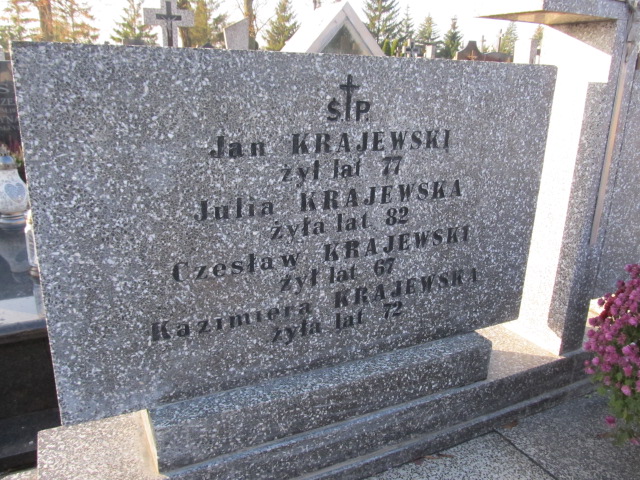 Ś.P.
Jan KRAJEWSKI
żył lat 77
Julia KRAJEWSKA
żyła lat 82
Czesław KRAJEWSKI
żył lat 67
Kazimiera KRAJEWSKA
żyła lat 72